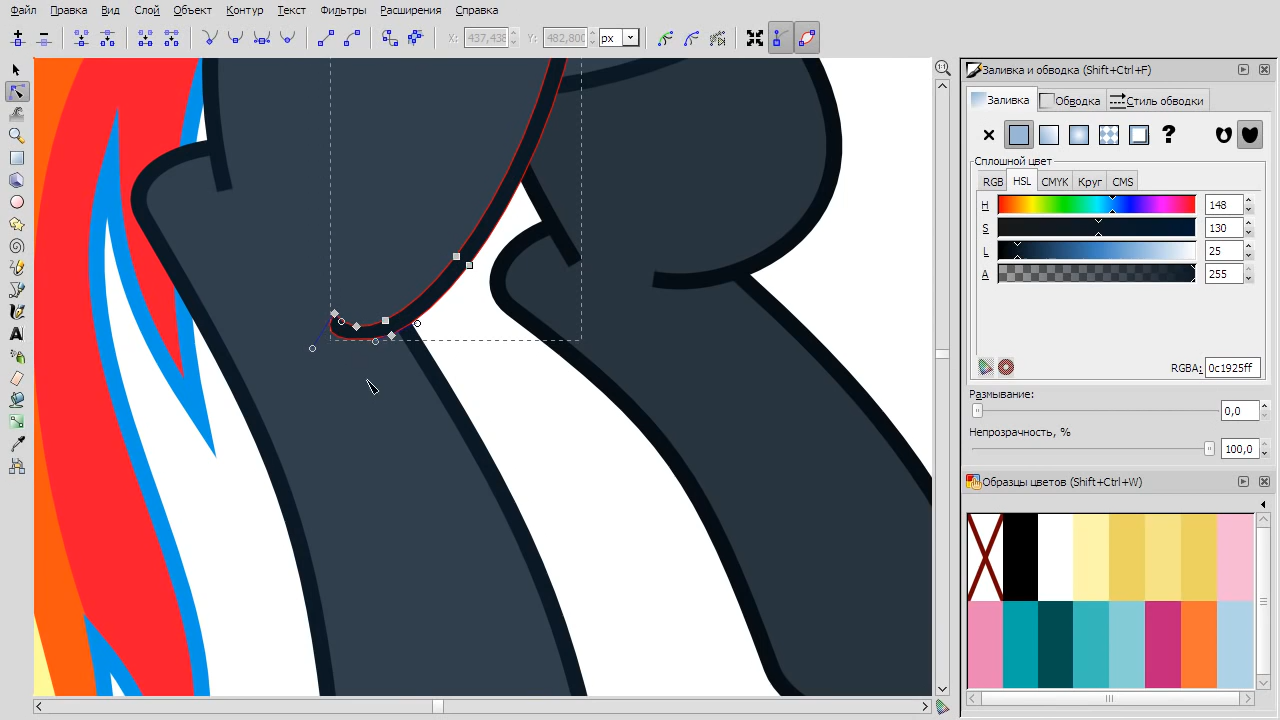 Файл Правка Вид Слой Объект Контур Текст Фильтры Расширения Справка
X: 437,438 Y: 482,800 px
1:1
Заливка и обводка (Shift+Ctrl+F)
Заливка Обводка Стиль обводки
?
Сплошной цвет
RGB HSL CMYK Круг CMS
H 148
S 130
L 25
A 255
RGBA: 0c1925ff
Размывание:
0,0
Непрозрачность, %
100,0
Образцы цветов (Shift+Ctrl+W)